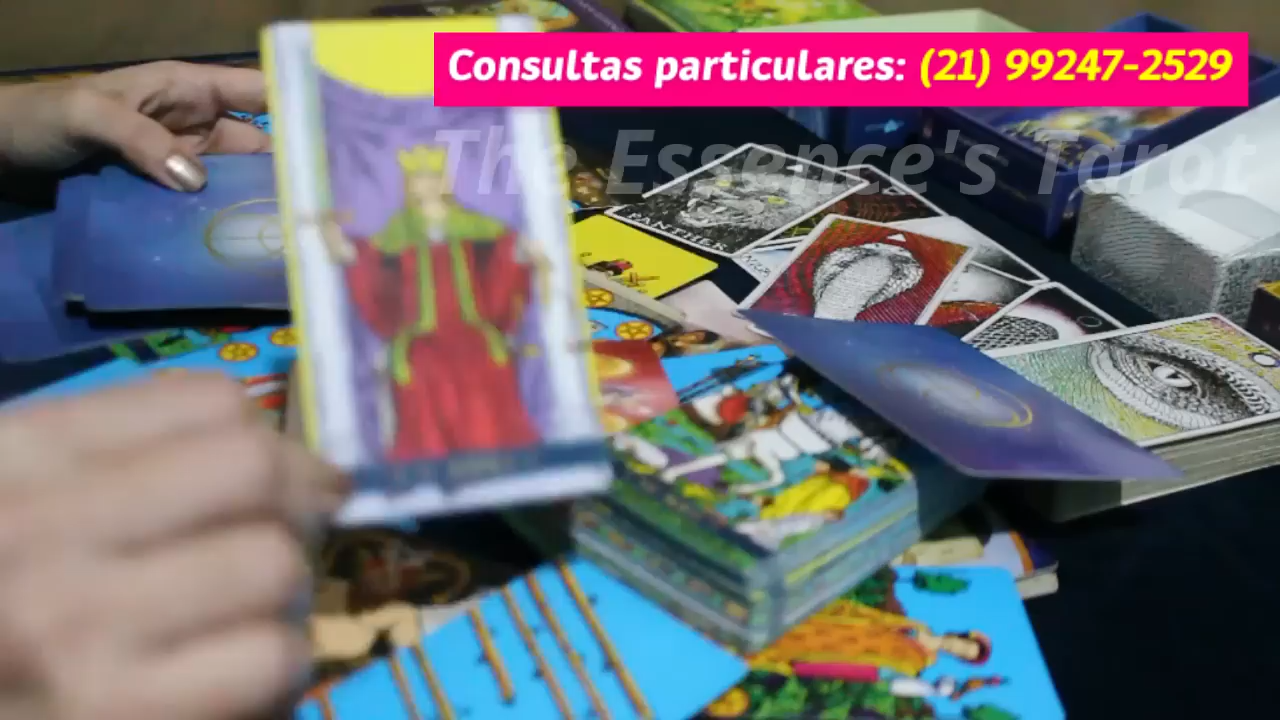 Consultas particulares: (21) 99247-2529
The Essence's Tarot
PANTHER